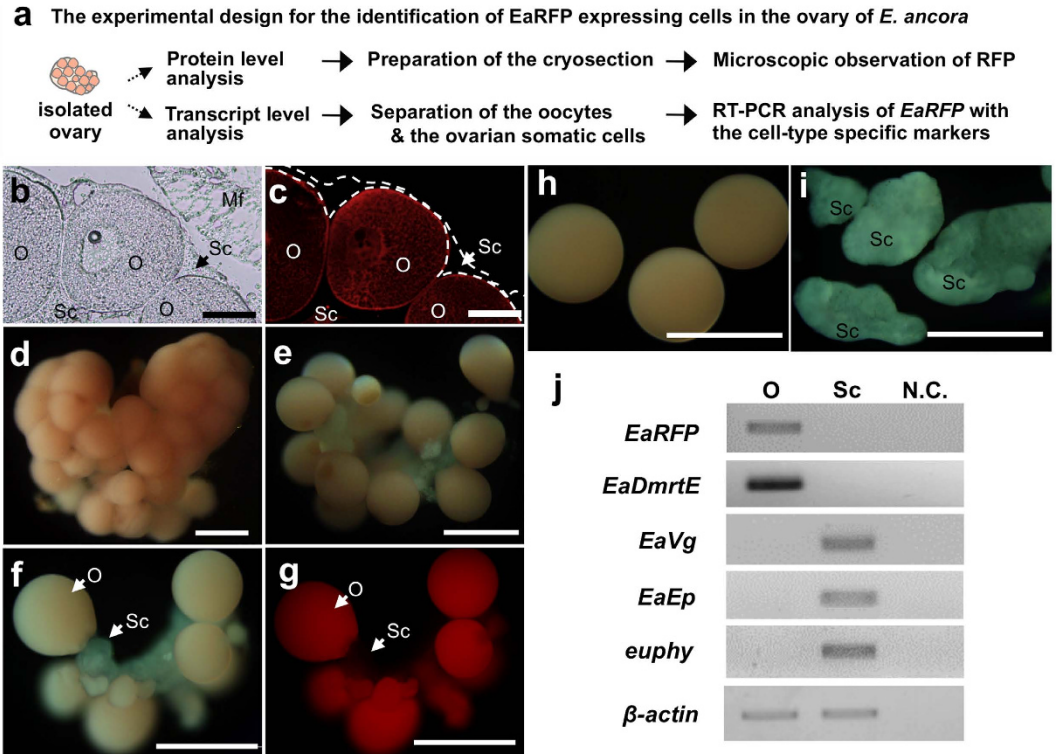 a The experimental design for the identification of EaRFP expressing cells in the ovary of E. ancora
isolated
ovary
Protein level
analysis
Preparation of the cryosection
Microscopic observation of RFP
Transcript level
analysis
Separation of the oocytes
& the ovarian somatic cells
RT-PCR analysis of EaRFP with
the cell-type specific markers
b
Mf
Sc
O
O
Sc
O
c
Sc
O
O
Sc
O
d
e
f
O
Sc
g
O
Sc
h
i
Sc
Sc
Sc
Sc
j
O Sc N.C.
EaRFP
EaDmrtE
EaVg
EaEp
euphy
β-actin